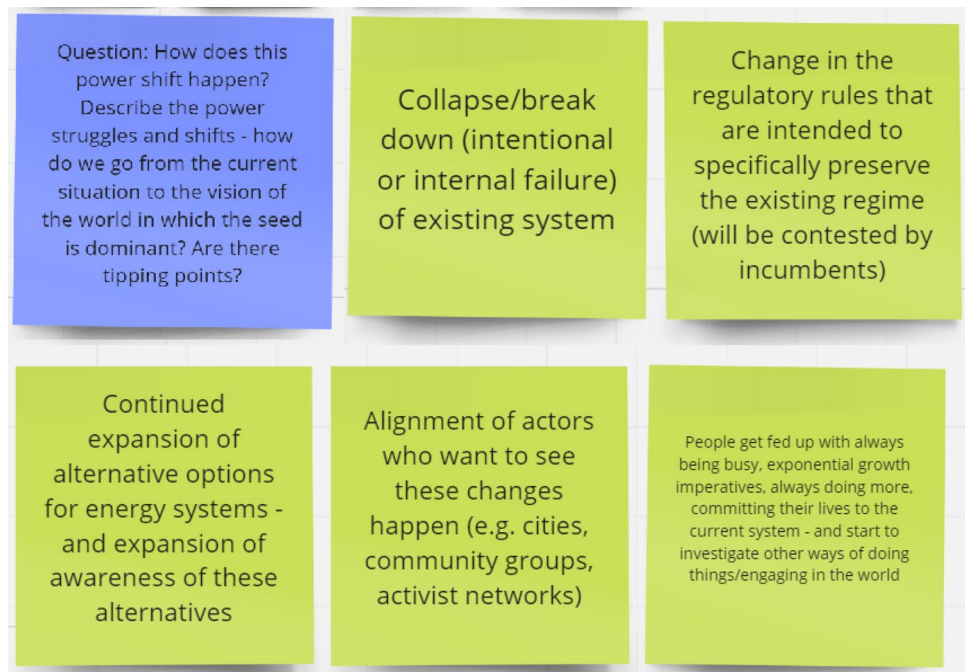 Question: How does this
power shift happen?
Describe the power
struggles and shifts - how
do we go from the current
situation to the vision of
the world in which the seed
is dominant? Are there
tipping points?
Collapse/break
down (intentional
or internal failure)
of existing system
Change in the
regulatory rules that
are intended to
specifically preserve
the existing regime
(will be contested by
incumbents)
Continued
expansion of
alternative options
for energy systems -
and expansion of
awareness of these
alternatives
Alignment of actors
who want to see
these changes
happen (e.g. cities,
community groups,
activist networks)
People get fed up with always
being busy, exponential growth
imperatives, always doing more,
committing their lives to the
current system - and start to
investigate other ways of doing
things/engaging in the world